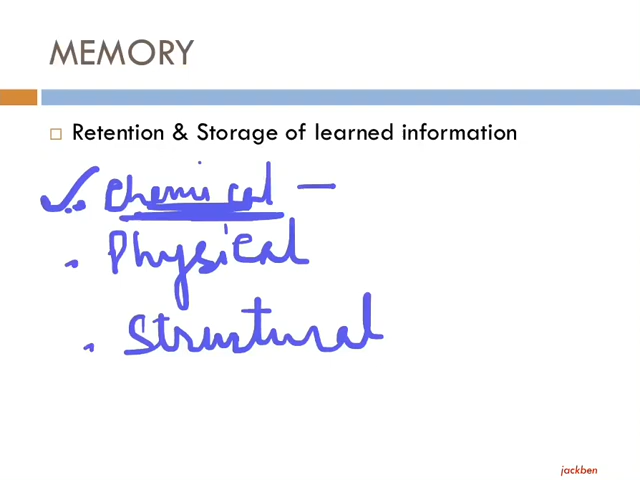 MEMORY
Retention & Storage of learned information
Chemical —
Physical
Structural
jackben